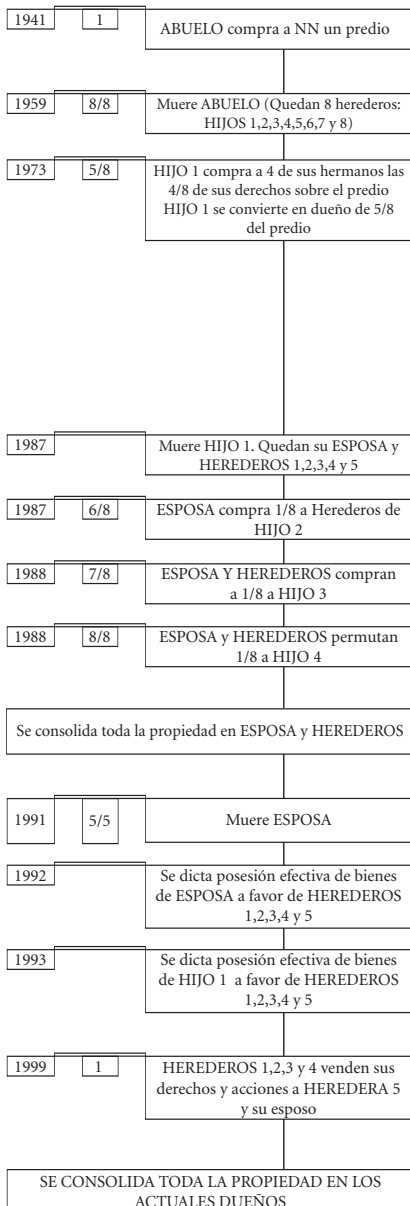 1941 1
ABUELO compra a NN un predio
1959 8/8
Muere ABUELO (Quedan 8 herederos:
HIJOS 1,2,3,4,5,6,7 y 8)
1973 5/8
HIJO 1 compra a 4 de sus hermanos las
4/8 de sus derechos sobre el predio
HIJO 1 se convierte en dueño de 5/8
del predio
1987
Muere HIJO 1. Quedan su ESPOSA y
HEREDEROS 1,2,3,4 y 5
1987 6/8
ESPOSA compra 1/8 a Herederos de
HIJO 2
1988 7/8
ESPOSA Y HEREDEROS compran
a 1/8 a HIJO 3
1988 8/8
ESPOSA y HEREDEROS permutan
1/8 a HIJO 4
Se consolida toda la propiedad en ESPOSA y HEREDEROS
1991 5/5
Muere ESPOSA
1992
Se dicta posesión efectiva de bienes
de ESPOSA a favor de HEREDEROS
1,2,3,4 y 5
1993
Se dicta posesión efectiva de bienes
de HIJO 1 a favor de HEREDEROS
1,2,3,4 y 5
1999 1
HEREDEROS 1,2,3 y 4 venden sus
derechos y acciones a HEREDERA 5
y su esposo
SE CONSOLIDA TODA LA PROPIEDAD EN LOS
ACTUALES DUEÑOS